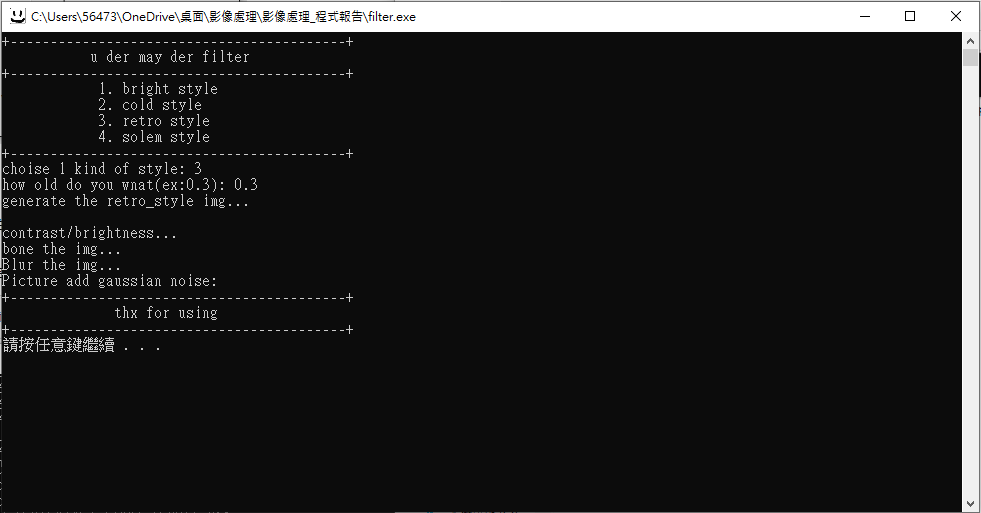 C:\Users\56473\OneDrive\桌面\影像處理\影像處理_程式報告\filter.exe
+------------------------------------------+
u der may der filter
+------------------------------------------+
1. bright style
2. cold style
3. retro style
4. solem style
+------------------------------------------+
choise 1 kind of style: 3
how old do you wnat(ex:0.3): 0.3
generate the retro_style img...
contrast/brightness...
bone the img...
Blur the img...
Picture add gaussian noise:
+------------------------------------------+
thx for using
+------------------------------------------+
請按任意鍵繼續 . . .